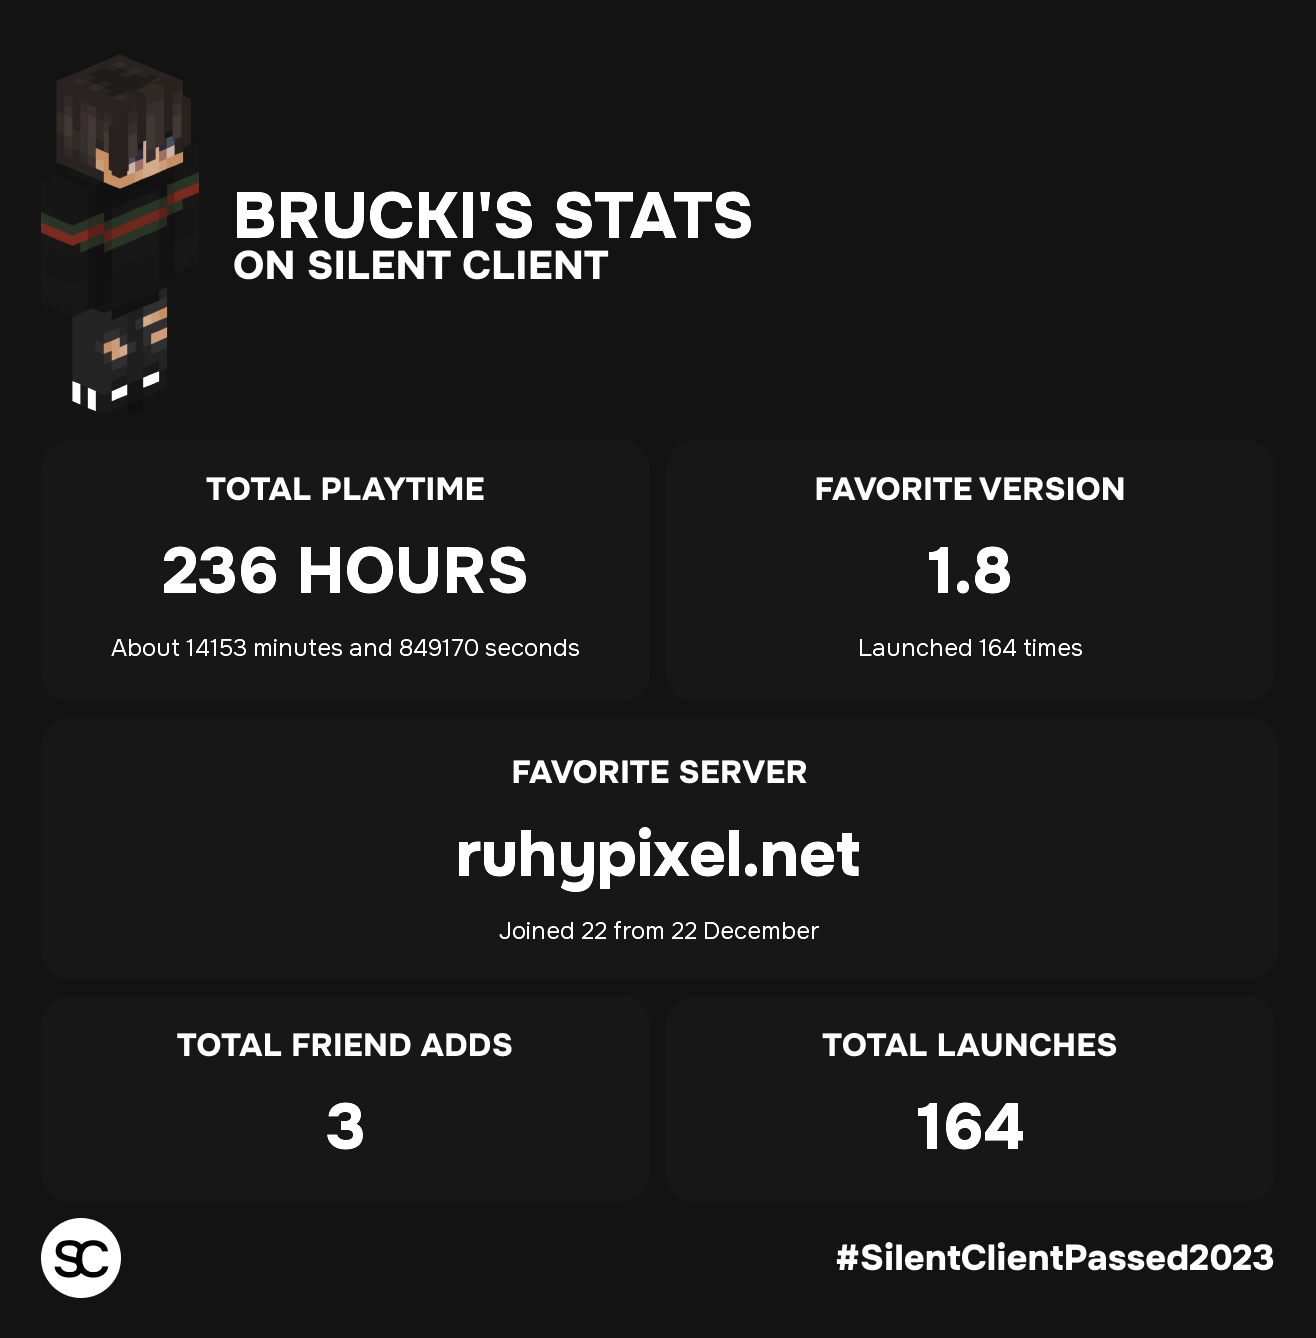 BRUCKI'S STATS
ON SILENT CLIENT
TOTAL PLAYTIME
236 HOURS
About 14153 minutes and 849170 seconds
FAVORITE VERSION
1.8
Launched 164 times
FAVORITE SERVER
ruhypixel.net
Joined 22 from 22 December
TOTAL FRIEND ADDS
3
TOTAL LAUNCHES
164
SC
#SilentClientPassed2023